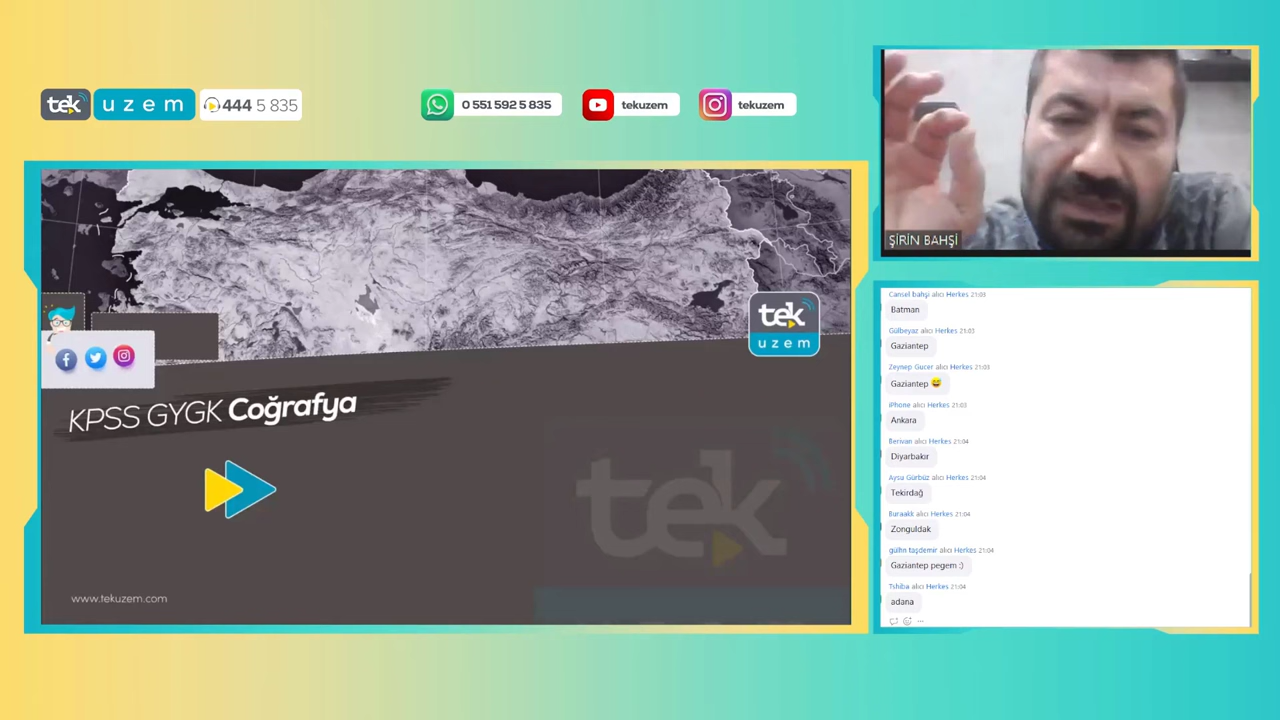 tek uzem 444 5 835
0 551 592 5 835
tekuzem
tekuzem
ŞİRİN BAHŞİ
tek
uzem
KPSS GYGK Coğrafya
tek
www.tekuzem.com
Cansel bahşi alıcı Herkes 21:03
Batman
Gülbeyaz alıcı Herkes 21:03
Gaziantep
Zeynep Gucer alıcı Herkes 21:03
Gaziantep 😅
iPhone alıcı Herkes 21:03
Ankara
Berivan alıcı Herkes 21:04
Diyarbakır
Aysu Gürbüz alıcı Herkes 21:04
Tekirdağ
Buraaklı alıcı Herkes 21:04
Zonguldak
gülhn taşdemir alıcı Herkes 21:04
Gaziantep pegem :)
Tshiba alıcı Herkes 21:04
adana